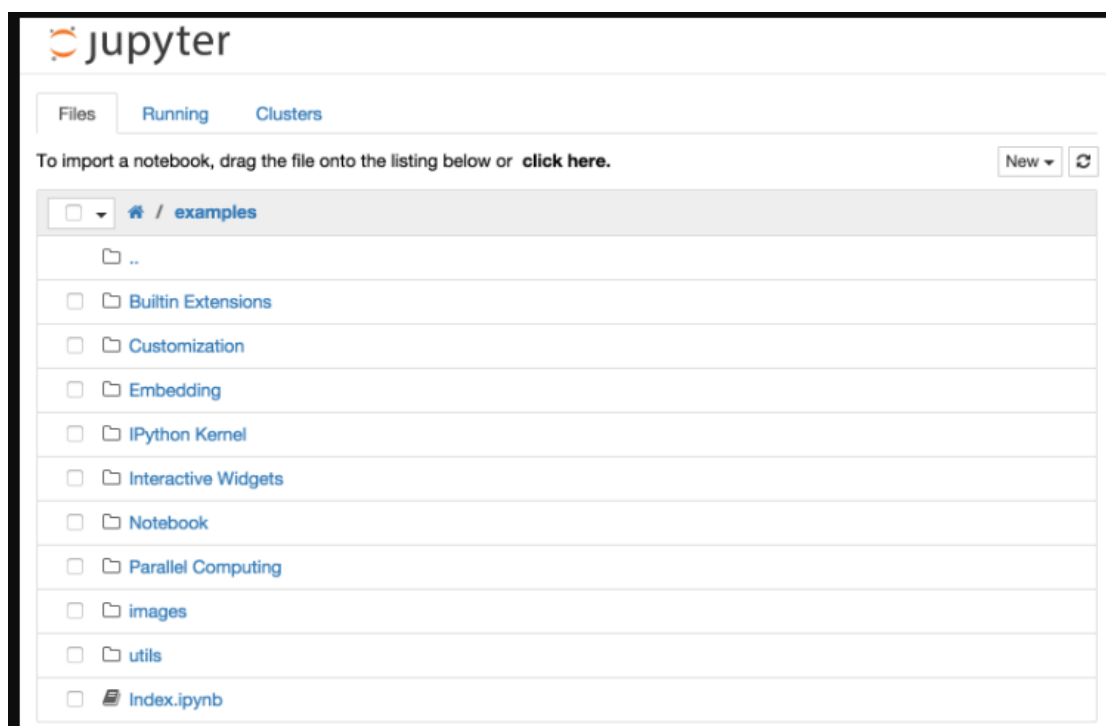 jupyter
Files Running Clusters
To import a notebook, drag the file onto the listing below or click here. New
/ examples
..
Builtin Extensions
Customization
Embedding
IPython Kernel
Interactive Widgets
Notebook
Parallel Computing
images
utils
Index.ipynb